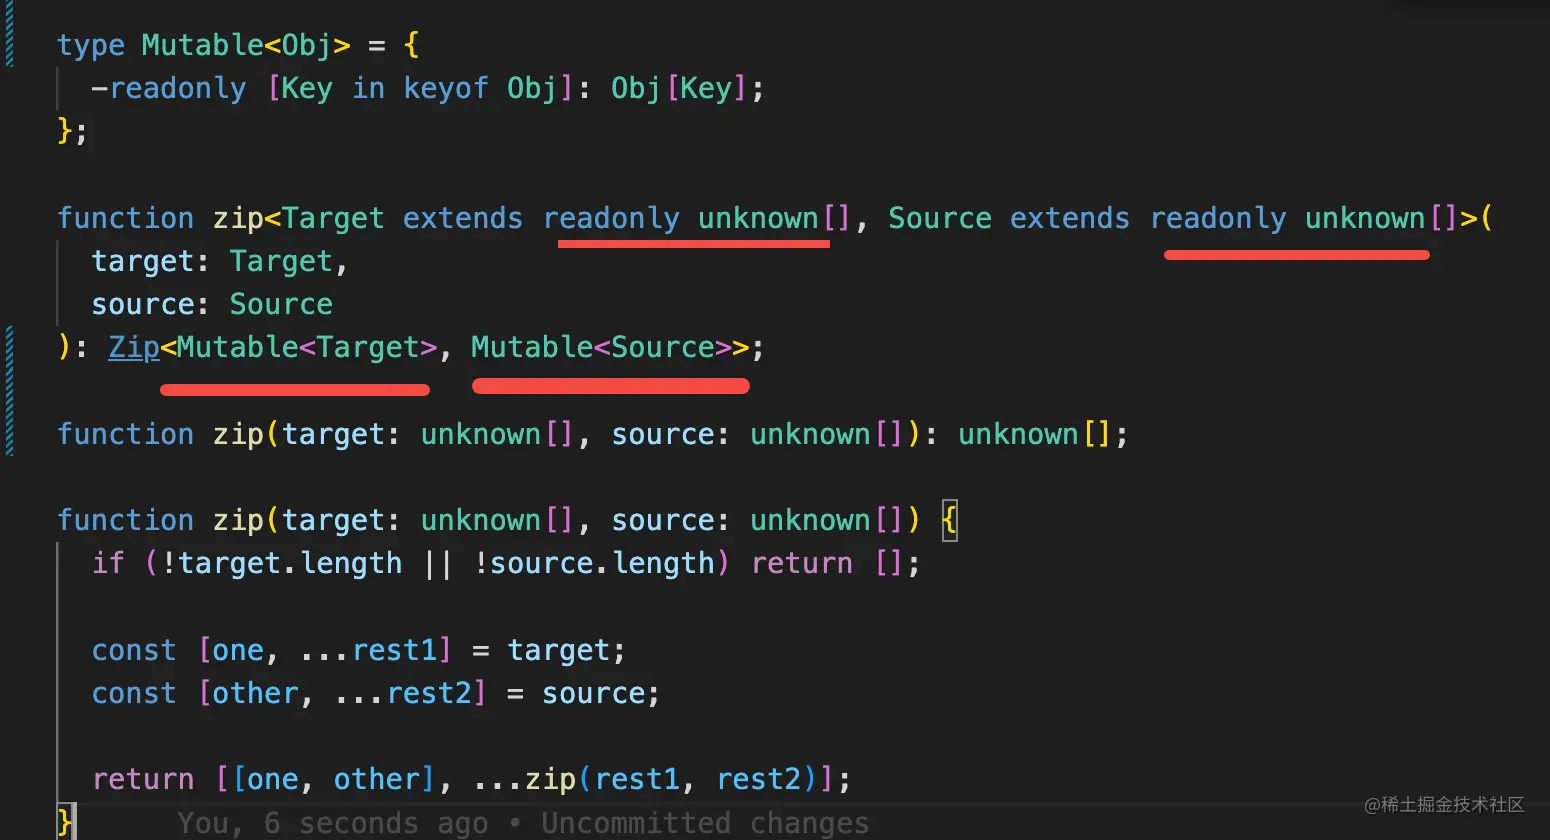 type Mutable<Obj> = {
  -readonly [Key in keyof Obj]: Obj[Key];
};
function zip<Target extends readonly unknown[], Source extends readonly unknown[]>(
  target: Target,
  source: Source
): Zip<Mutable<Target>, Mutable<Source>>;
function zip(target: unknown[], source: unknown[]): unknown[];
function zip(target: unknown[], source: unknown[]) {
  if (!target.length || !source.length) return [];
  const [one, ...rest1] = target;
  const [other, ...rest2] = source;
  return [[one, other], ...zip(rest1, rest2)];
}       You, 6 seconds ago • Uncommitted changes
@稀土掘金技术社区